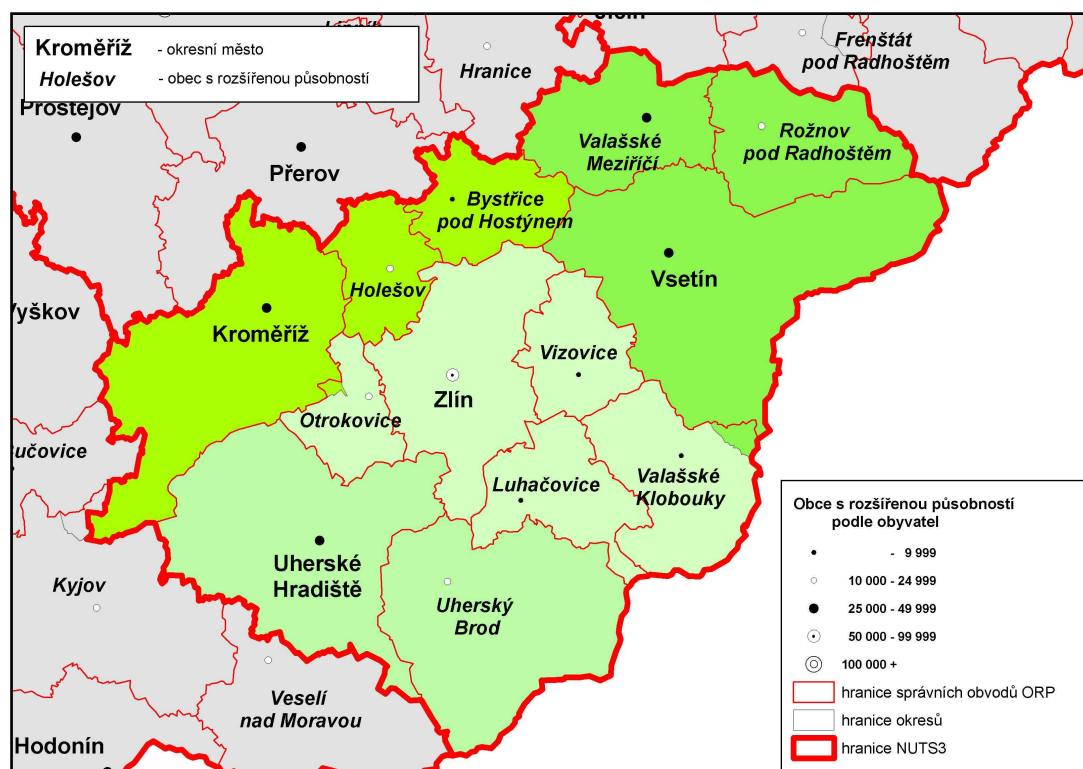 Kroměříž - okresní město
Holešov - obec s rozšířenou působností
Hranice
Frenštát
pod Radhoštěm
Prostějov
Přerov
Valašské
Meziříčí
Rožnov
pod Radhoštěm
Bystřice
pod Hostýnem
Holešov
Vsetín
Vyškov
Kroměříž
Vizovice
Zlín
Otrokovice
Bučovice
Luhačovice
Valašské
Klobouky
Uherské
Hradiště
Kyjov
Uherský
Brod
Veselí
nad Moravou
Hodonín
Obce s rozšířenou působností
podle obyvatel
- 9 999
10 000 - 24 999
25 000 - 49 999
50 000 - 99 999
100 000 +
hranice správních obvodů ORP
hranice okresů
hranice NUTS3